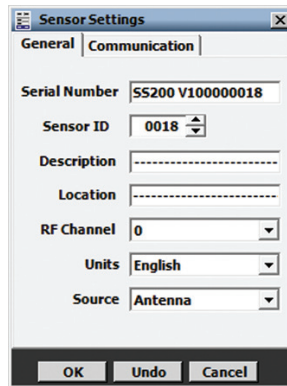 Sensor Settings
General Communication
Serial Number SS200 V100000018
Sensor ID 0018
Description ------------------------
Location ------------------------
RF Channel 0
Units English
Source Antenna
OK Undo Cancel